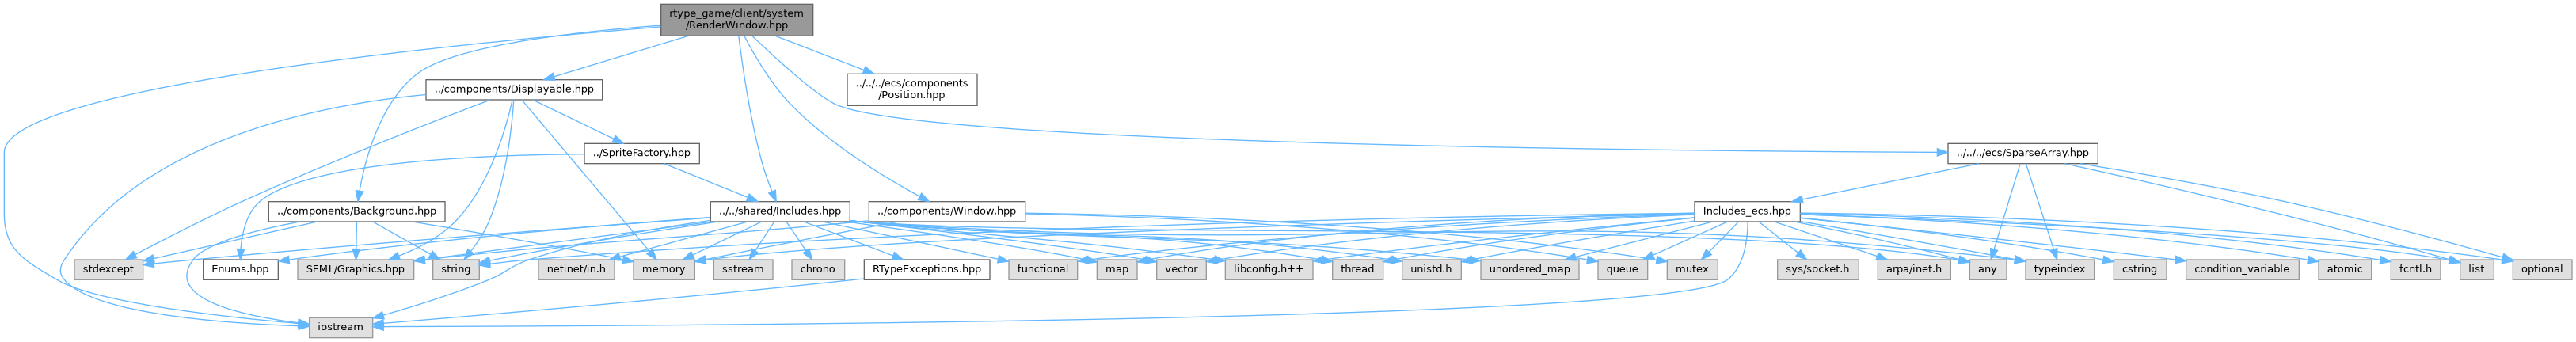 rtype_game/client/system
/RenderWindow.hpp
../components/Displayable.hpp
../../../ecs/components
/Position.hpp
../SpriteFactory.hpp
../../../ecs/SparseArray.hpp
../components/Background.hpp
../../shared/Includes.hpp
../components/Window.hpp
Includes_ecs.hpp
stdexcept
Enums.hpp
SFML/Graphics.hpp
string
netinet/in.h
memory
sstream
chrono
RTypeExceptions.hpp
functional
map
vector
libconfig.h++
thread
unistd.h
unordered_map
queue
mutex
sys/socket.h
arpa/inet.h
any
typeindex
cstring
condition_variable
atomic
fcntl.h
list
optional
iostream